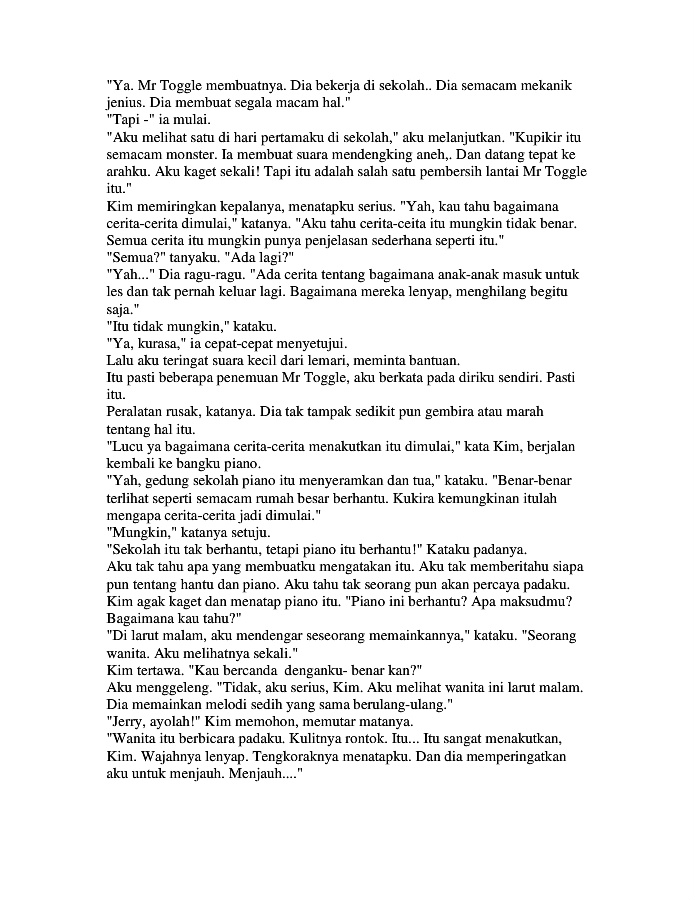 "Ya. Mr Toggle membuatnya. Dia bekerja di sekolah.. Dia semacam mekanik
jenius. Dia membuat segala macam hal."
"Tapi -" ia mulai.
"Aku melihat satu di hari pertamaku di sekolah," aku melanjutkan. "Kupikir itu
semacam monster. Ia membuat suara mendengking aneh,. Dan datang tepat ke
arahku. Aku kaget sekali! Tapi itu adalah salah satu pembersih lantai Mr Toggle
itu."
Kim memiringkan kepalanya, menatapku serius. "Yah, kau tahu bagaimana
cerita-cerita dimulai," katanya. "Aku tahu cerita-ceita itu mungkin tidak benar.
Semua cerita itu mungkin punya penjelasan sederhana seperti itu."
"Semua?" tanyaku. "Ada lagi?"
"Yah..." Dia ragu-ragu. "Ada cerita tentang bagaimana anak-anak masuk untuk
les dan tak pernah keluar lagi. Bagaimana mereka lenyap, menghilang begitu
saja."
"Itu tidak mungkin," kataku.
"Ya, kurasa," ia cepat-cepat menyetujui.
Lalu aku teringat suara kecil dari lemari, meminta bantuan.
Itu pasti beberapa penemuan Mr Toggle, aku berkata pada diriku sendiri. Pasti
itu.
Peralatan rusak, katanya. Dia tak tampak sedikit pun gembira atau marah
tentang hal itu.
"Lucu ya bagaimana cerita-cerita menakutkan itu dimulai," kata Kim, berjalan
kembali ke bangku piano.
"Yah, gedung sekolah piano itu menyeramkan dan tua," kataku. "Benar-benar
terlihat seperti semacam rumah besar berhantu. Kukira kemungkinan itulah
mengapa cerita-cerita jadi dimulai."
"Mungkin," katanya setuju.
"Sekolah itu tak berhantu, tetapi piano itu berhantu!" Kataku padanya.
Aku tak tahu apa yang membuatku mengatakan itu. Aku tak memberitahu siapa
pun tentang hantu dan piano. Aku tahu tak seorang pun akan percaya padaku.
Kim agak kaget dan menatap piano itu. "Piano ini berhantu? Apa maksudmu?
Bagaimana kau tahu?"
"Di larut malam, aku mendengar seseorang memainkannya," kataku. "Seorang
wanita. Aku melihatnya sekali."
Kim tertawa. "Kau bercanda  denganku- benar kan?"
Aku menggeleng. "Tidak, aku serius, Kim. Aku melihat wanita ini larut malam.
Dia memainkan melodi sedih yang sama berulang-ulang."
"Jerry, ayolah!" Kim memohon, memutar matanya.
"Wanita itu berbicara padaku. Kulitnya rontok. Itu... Itu sangat menakutkan,
Kim. Wajahnya lenyap. Tengkoraknya menatapku. Dan dia memperingatkan
aku untuk menjauh. Menjauh...."